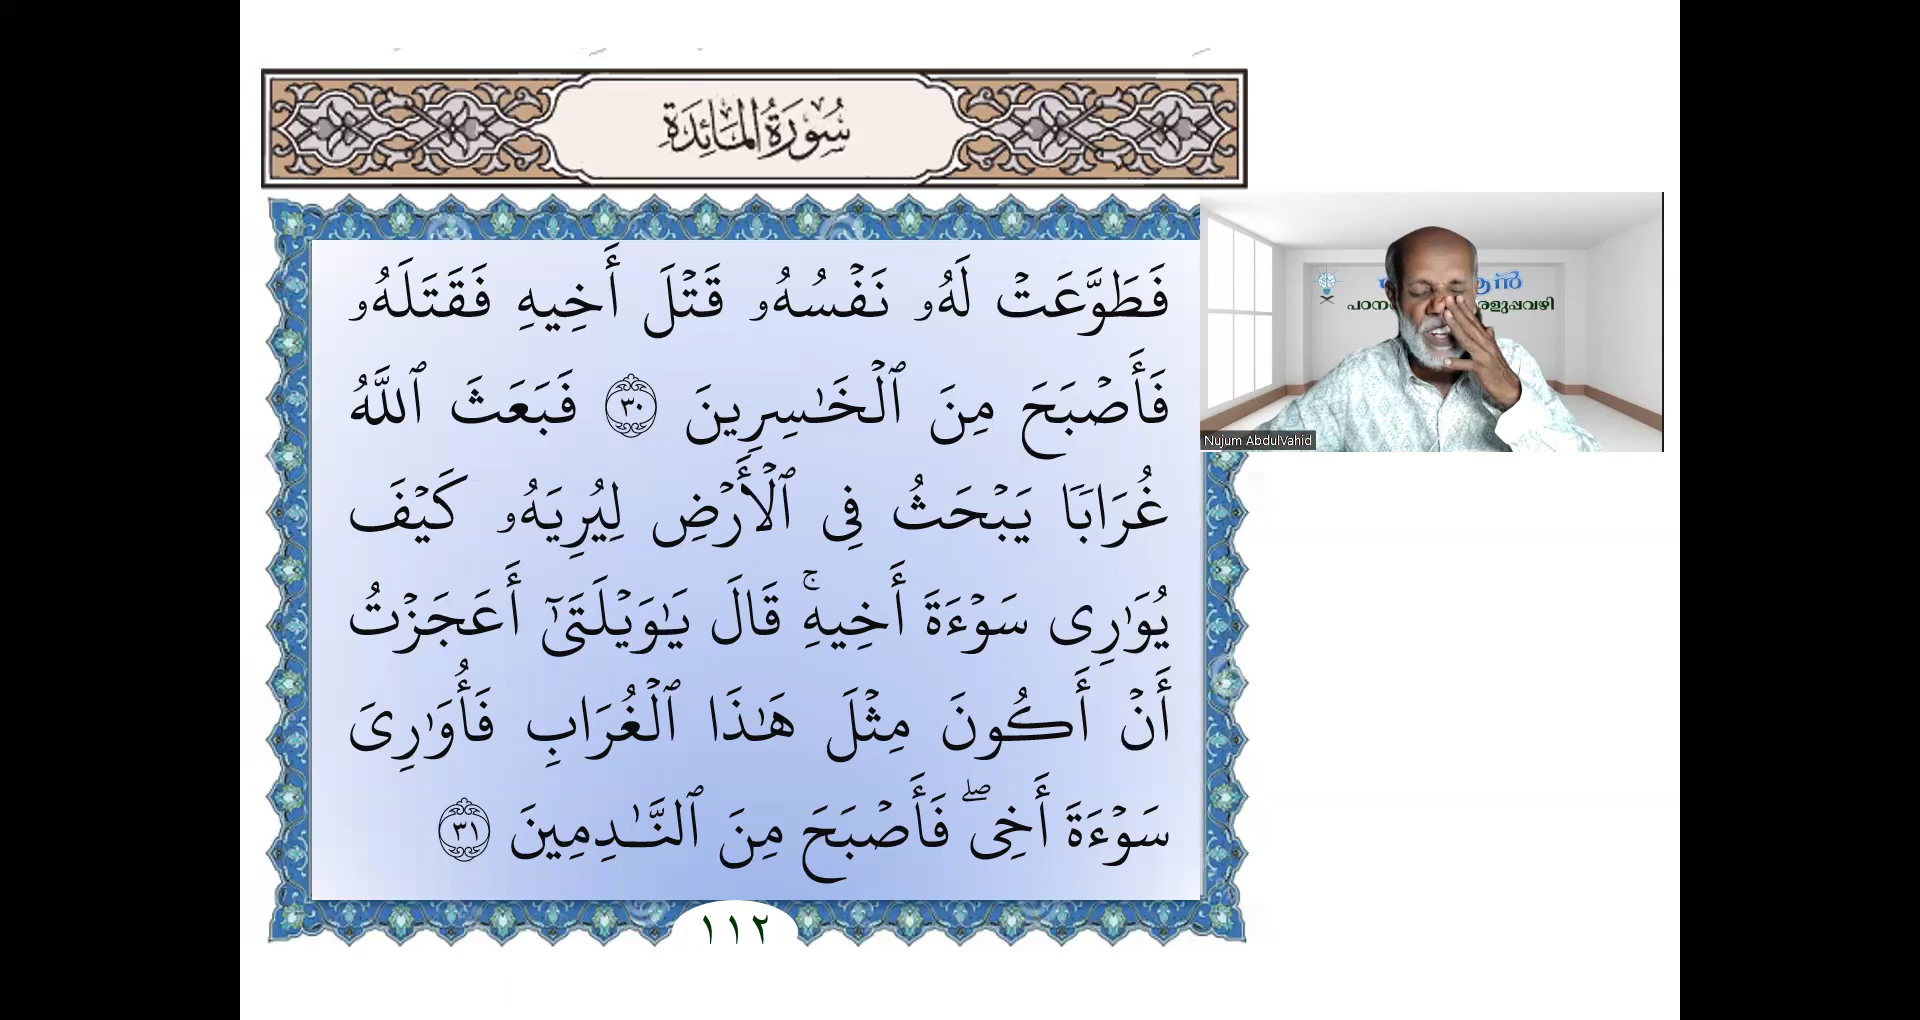 سُورَةُ المَائِدَةِ
فَطَوَّعَتۡ لَهُۥ نَفۡسُهُۥ قَتۡلَ أَخِيهِ فَقَتَلَهُۥ
فَأَصۡبَحَ مِنَ ٱلۡخَٰسِرِينَ ٣٠ فَبَعَثَ ٱللَّهُ
غُرَابٗا يَبۡحَثُ فِي ٱلۡأَرۡضِ لِيُرِيَهُۥ كَيۡفَ
يُوَٰرِي سَوۡءَةَ أَخِيهِۚ قَالَ يَٰوَيۡلَتَىٰٓ أَعَجَزۡتُ
أَنۡ أَكُونَ مِثۡلَ هَٰذَا ٱلۡغُرَابِ فَأُوَٰرِيَ
سَوۡءَةَ أَخِيۖ فَأَصۡبَحَ مِنَ ٱلنَّٰدِمِينَ ٣١
١١٢
Nujum AbdulVahid